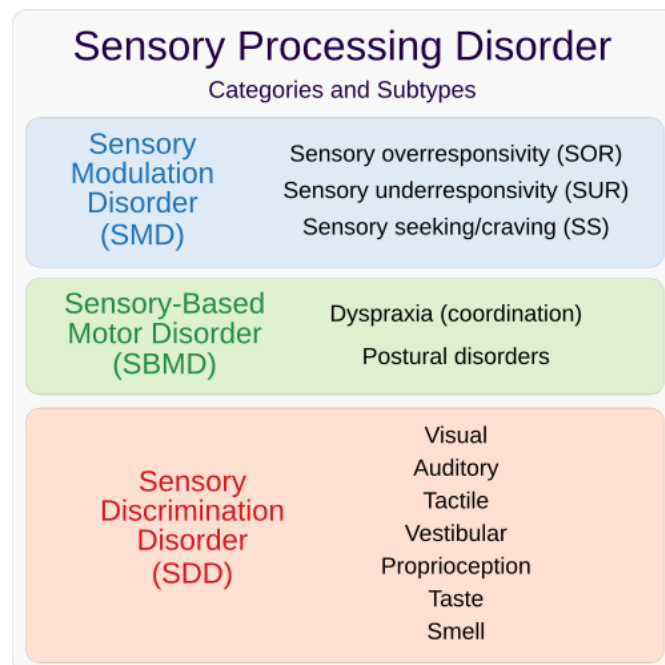 Sensory Processing Disorder
Categories and Subtypes
Sensory
Modulation
Disorder
(SMD)
Sensory overresponsivity (SOR)
Sensory underresponsivity (SUR)
Sensory seeking/craving (SS)
Sensory-Based
Motor Disorder
(SBMD)
Dyspraxia (coordination)
Postural disorders
Sensory
Discrimination
Disorder
(SDD)
Visual
Auditory
Tactile
Vestibular
Proprioception
Taste
Smell